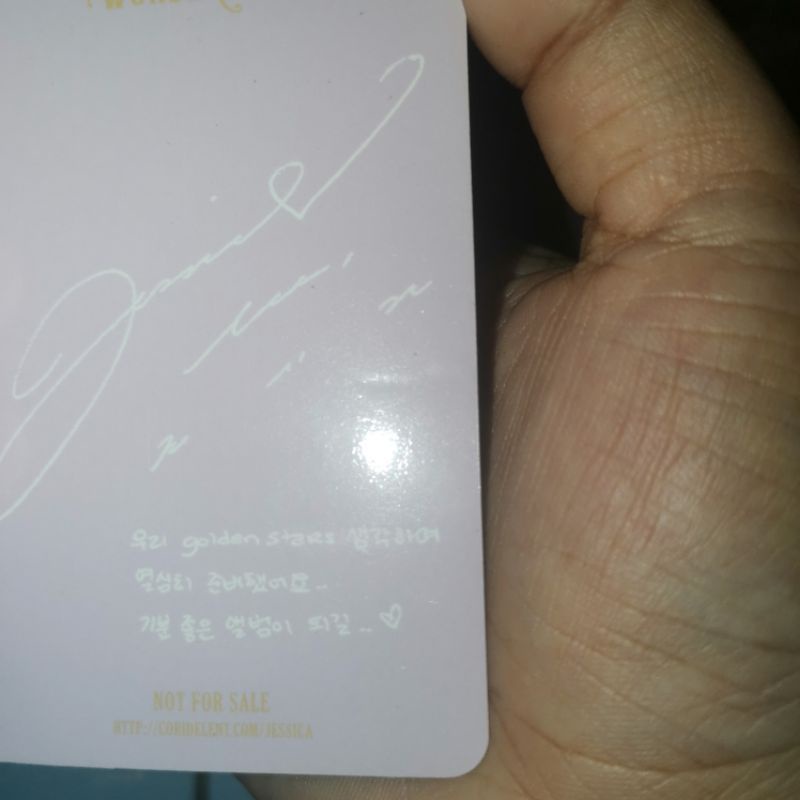 Jessica
우리 golden stars 생각하며
열심히 준비했어요..
기분 좋은 앨범이 되길.. ♡
NOT FOR SALE
HTTP://CORIDELENT.COM/JESSICA